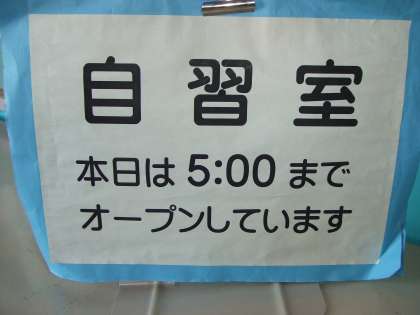 自習室
本日は 5:00 まで
オープンしています